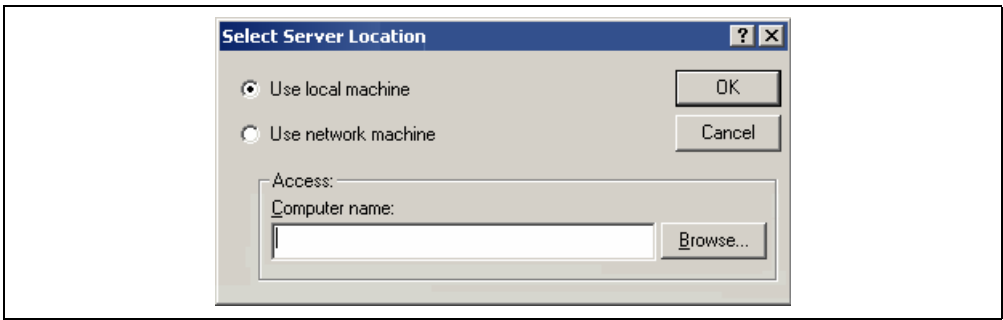 Select Server Location
Use local machine
OK
Use network machine
Cancel
Access:
Computer name:
Browse...